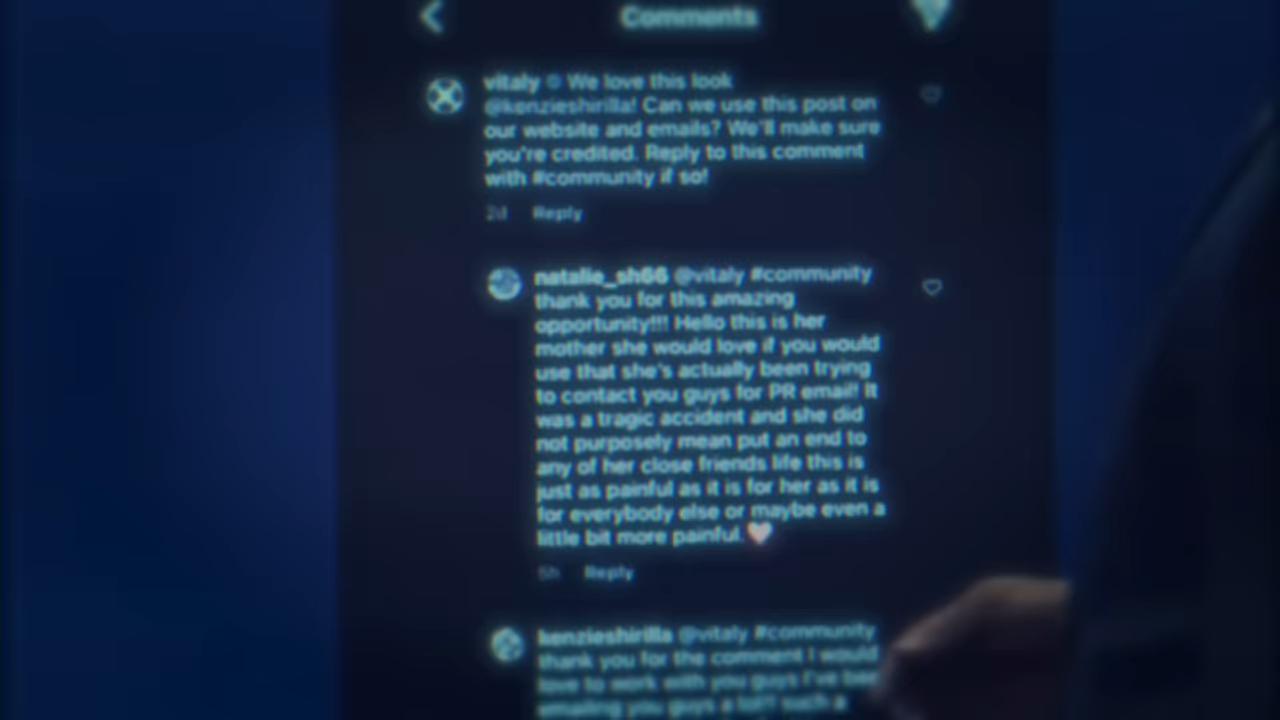 Comments
vitaly We love this look
@kenzieshirilla! Can we use this post on
our website and emails? We'll make sure
you're credited. Reply to this comment
with #community if so!
2d Reply
natalie_sh66 @vitaly #community
thank you for this amazing
opportunity!!! Hello this is her
mother she would love if you would
use that she's actually been trying
to contact you guys for PR email! It
was a tragic accident and she did
not purposely mean put an end to
any of her close friends life this is
just as painful as it is for her as it is
for everybody else or maybe even a
little bit more painful.🤍
5h Reply
kenzieshirilla @vitaly #community
thank you for the comment I would
love to work with you guys I've bee
emailing you guys a lot!! such a